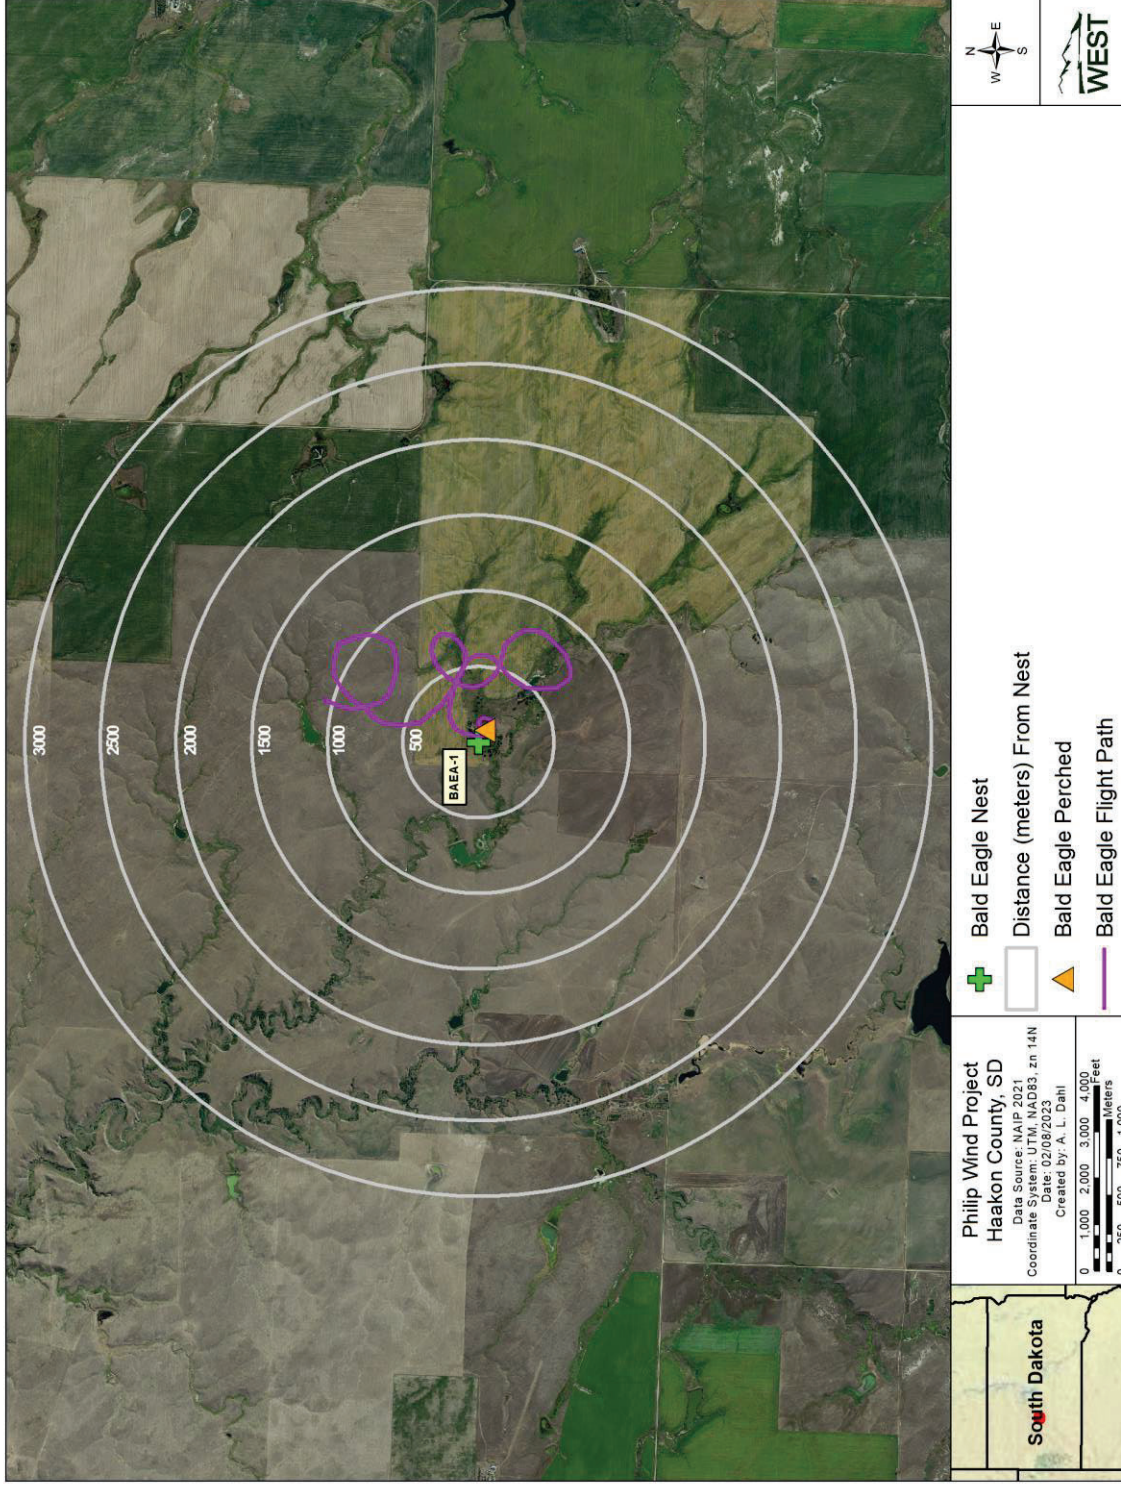 3000
2500
2000
1500
1000
500
BAEA-1
South Dakota
Philip Wind Project
Haakon County, SD
Data Source: NAIP 2021
Coordinate System: UTM, NAD83, zn 14N
Date: 02/08/2023
Created by: A. L. Dahl
0 1,000 2,000 3,000 4,000
Feet
Meters
Bald Eagle Nest
Distance (meters) From Nest
Bald Eagle Perched
Bald Eagle Flight Path
N
W E
S
WEST